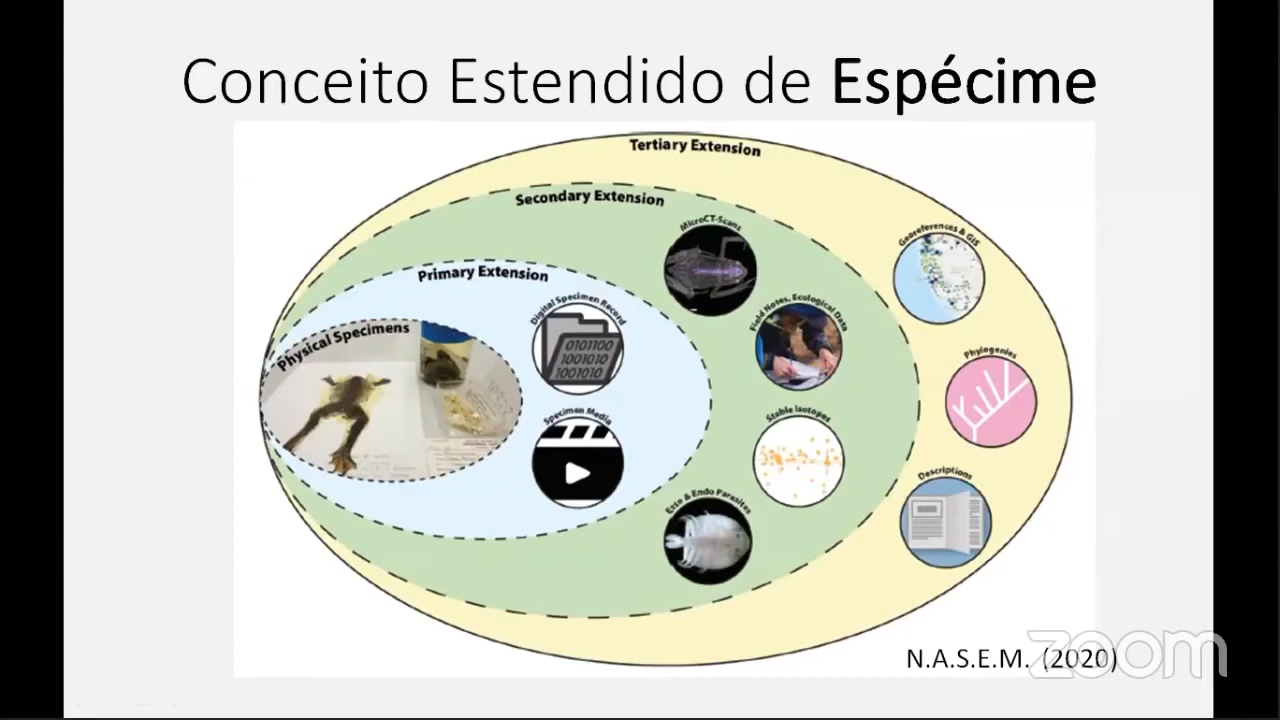 Conceito Estendido de Espécime
Tertiary Extension
Secondary Extension
MicroCT-Scans
Georeferences & GIS
Primary Extension
Digital Specimen Record
Field Notes, Ecological Data
Physical Specimens
0101100
1001010
1001010
Phylogenies
Specimen Media
Stable Isotopes
Descriptions
Ecto & Endo Parasites
N.A.S.E.M. (2020)
zoom